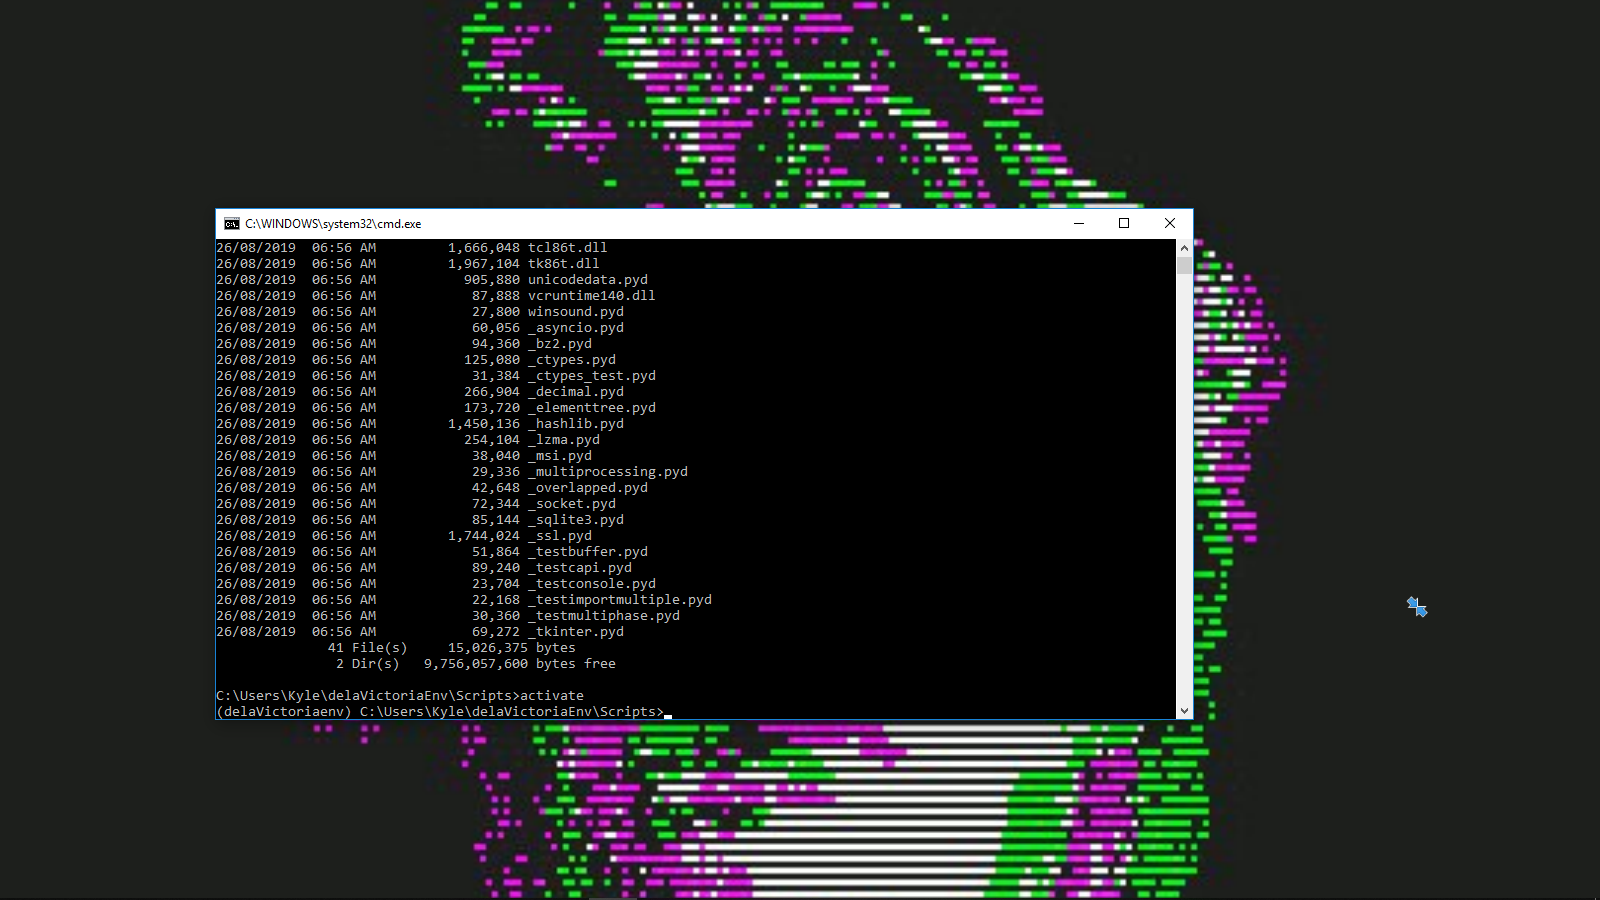 C:\WINDOWS\system32\cmd.exe
26/08/2019  06:56 AM         1,666,048 tcl86t.dll
26/08/2019  06:56 AM         1,967,104 tk86t.dll
26/08/2019  06:56 AM           905,880 unicodedata.pyd
26/08/2019  06:56 AM            87,888 vcruntime140.dll
26/08/2019  06:56 AM            27,800 winsound.pyd
26/08/2019  06:56 AM            60,056 _asyncio.pyd
26/08/2019  06:56 AM            94,360 _bz2.pyd
26/08/2019  06:56 AM           125,080 _ctypes.pyd
26/08/2019  06:56 AM            31,384 _ctypes_test.pyd
26/08/2019  06:56 AM           266,904 _decimal.pyd
26/08/2019  06:56 AM           173,720 _elementtree.pyd
26/08/2019  06:56 AM         1,450,136 _hashlib.pyd
26/08/2019  06:56 AM           254,104 _lzma.pyd
26/08/2019  06:56 AM            38,040 _msi.pyd
26/08/2019  06:56 AM            29,336 _multiprocessing.pyd
26/08/2019  06:56 AM            42,648 _overlapped.pyd
26/08/2019  06:56 AM            72,344 _socket.pyd
26/08/2019  06:56 AM            85,144 _sqlite3.pyd
26/08/2019  06:56 AM         1,744,024 _ssl.pyd
26/08/2019  06:56 AM            51,864 _testbuffer.pyd
26/08/2019  06:56 AM            89,240 _testcapi.pyd
26/08/2019  06:56 AM            23,704 _testconsole.pyd
26/08/2019  06:56 AM            22,168 _testimportmultiple.pyd
26/08/2019  06:56 AM            30,360 _testmultiphase.pyd
26/08/2019  06:56 AM            69,272 _tkinter.pyd
              41 File(s)     15,026,375 bytes
               2 Dir(s)   9,756,057,600 bytes free
C:\Users\Kyle\delaVictoriaEnv\Scripts>activate
(delaVictoriaenv) C:\Users\Kyle\delaVictoriaEnv\Scripts>